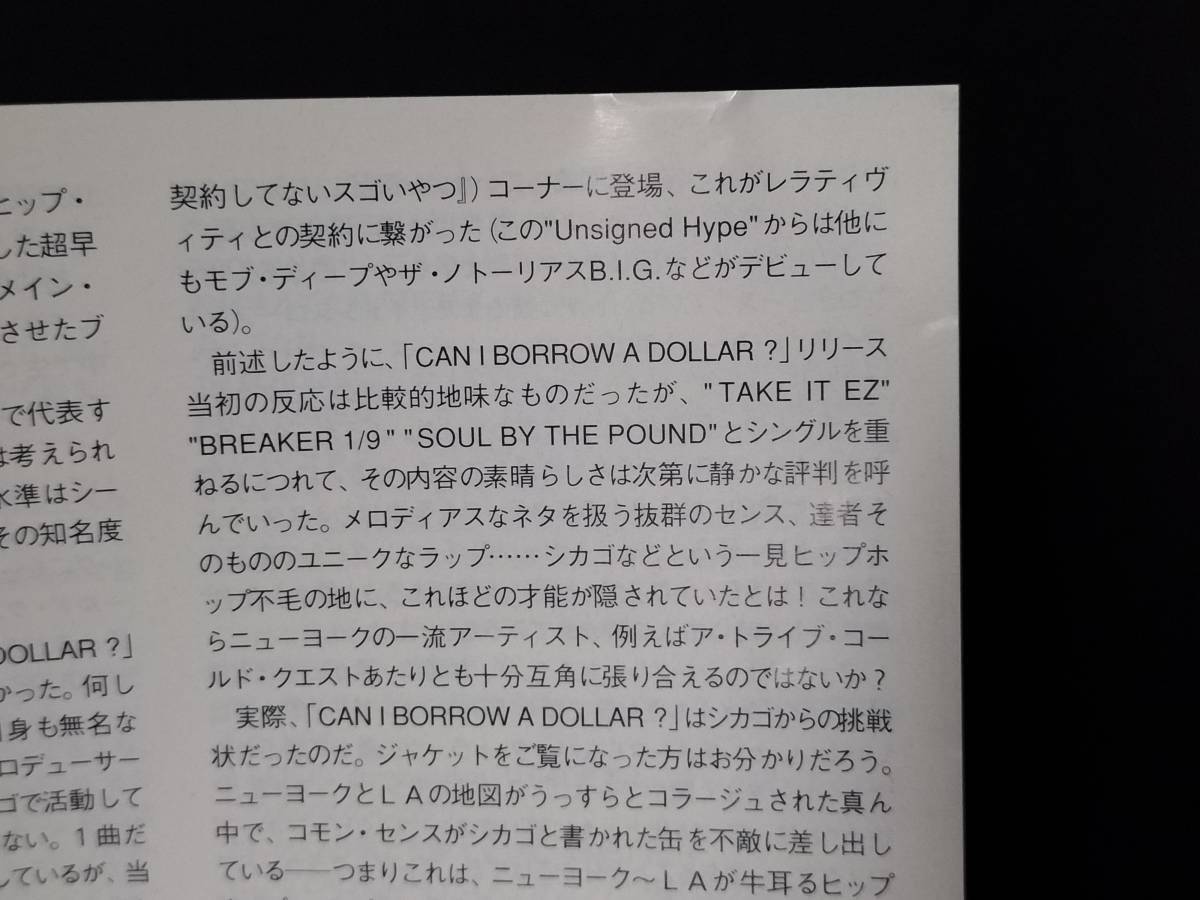 ヒップ・
した超早
メイン・
させたブ
で代表す
は考えられ
水準はシー
その知名度
DOLLAR ?」
かった。何し
身も無名な
ロデューサー
ゴで活動して
ない。1曲だ
しているが、当
契約してないスゴいやつ』) コーナーに登場、これがレラティヴ
ィティとの契約に繋がった (この"Unsigned Hype"からは他に
もモブ・ディープやザ・ノトーリアスB.I.G.などがデビューして
いる)。
前述したように、「CAN I BORROW A DOLLAR ?」リリース
当初の反応は比較的地味なものだったが、"TAKE IT EZ"
"BREAKER 1/9" "SOUL BY THE POUND"とシングルを重
ねるにつれて、その内容の素晴らしさは次第に静かな評判を呼
んでいった。メロディアスなネタを扱う抜群のセンス、達者そ
のもののユニークなラップ……シカゴなどという一見ヒップホ
ップ不毛の地に、これほどの才能が隠されていたとは! これな
らニューヨークの一流アーティスト、例えばア・トライブ・コー
ルド・クエストあたりとも十分互角に張り合えるのではないか?
実際、「CAN I BORROW A DOLLAR ?」はシカゴからの挑戦
状だったのだ。ジャケットをご覧になった方はお分かりだろう。
ニューヨークとLAの地図がうっすらとコラージュされた真ん
中で、コモン・センスがシカゴと書かれた缶を不敵に差し出し
ている――つまりこれは、ニューヨーク〜LAが牛耳るヒップ